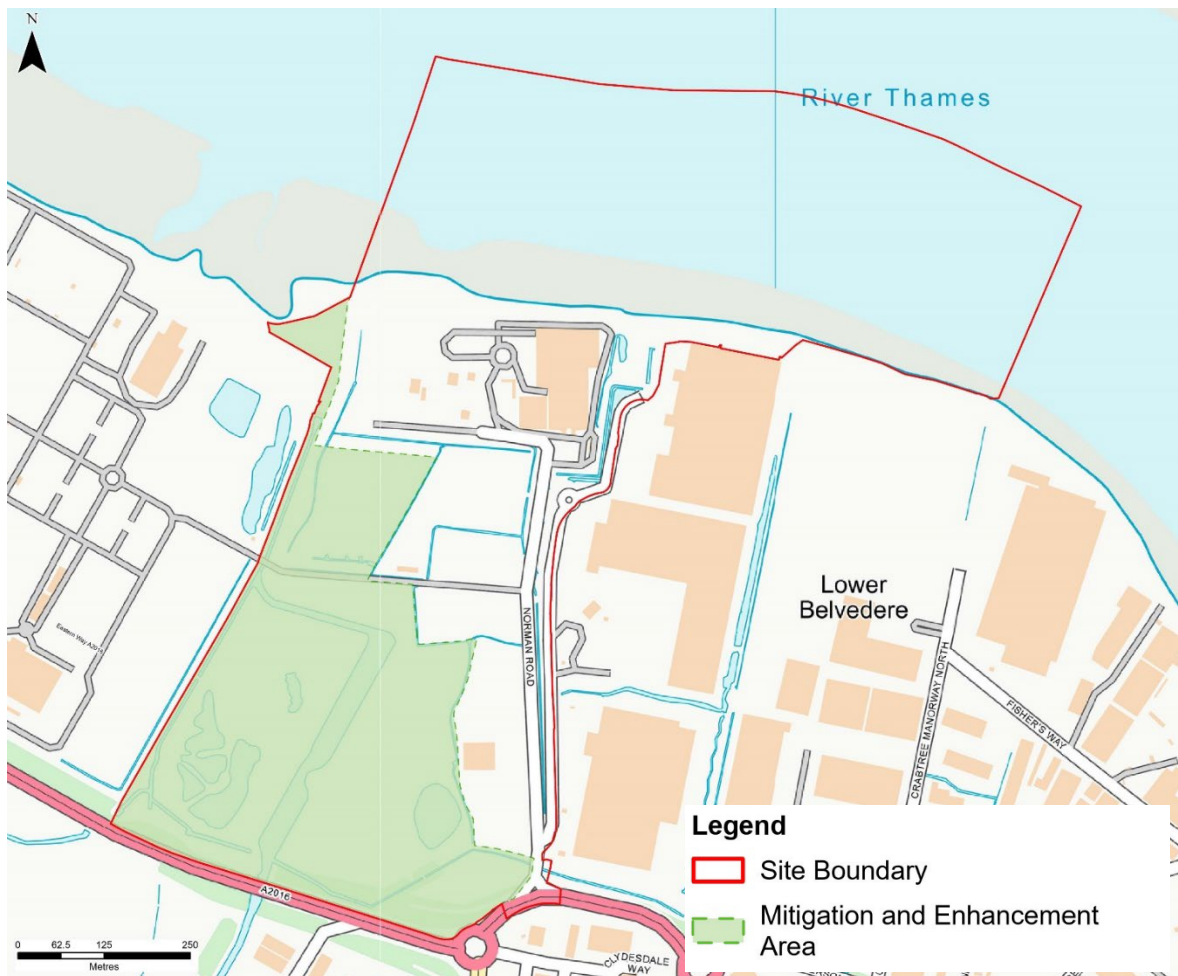 N
River Thames
Lower
Belvedere
NORMAN ROAD
Eastern Way A2016
CRABTREE MANORWAY NORTH
FISHER'S WAY
A2016
CLYDESDALE
WAY
Legend
Site Boundary
Mitigation and Enhancement
Area
0 62.5 125 250
Metres